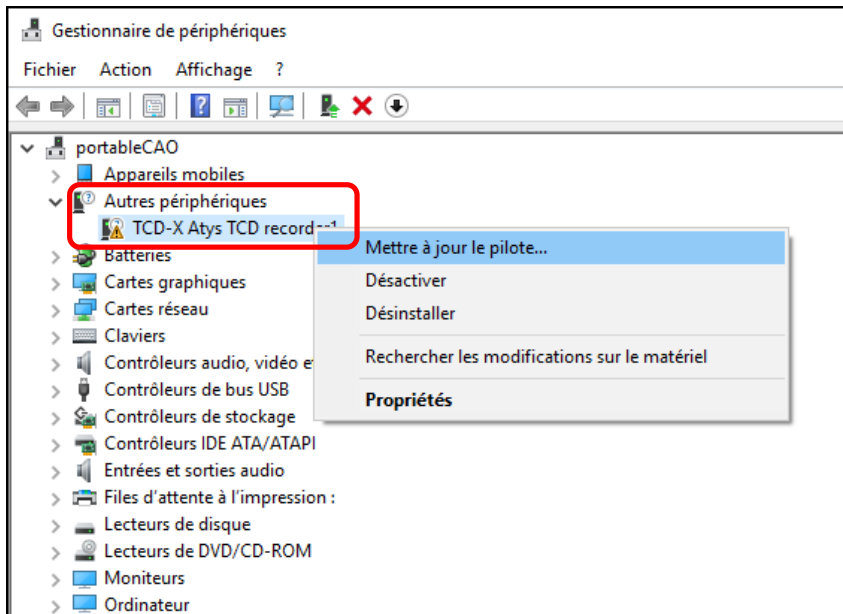 Gestionnaire de périphériques
Fichier Action Affichage ?
portableCAO
Appareils mobiles
Autres périphériques
TCD-X Atys TCD recorder1
Mettre à jour le pilote...
Batteries
Désactiver
Cartes graphiques
Cartes réseau
Désinstaller
Claviers
Contrôleurs audio, vidéo e
Rechercher les modifications sur le matériel
Contrôleurs de bus USB
Propriétés
Contrôleurs de stockage
Contrôleurs IDE ATA/ATAPI
Entrées et sorties audio
Files d'attente à l'impression :
Lecteurs de disque
Lecteurs de DVD/CD-ROM
Moniteurs
Ordinateur